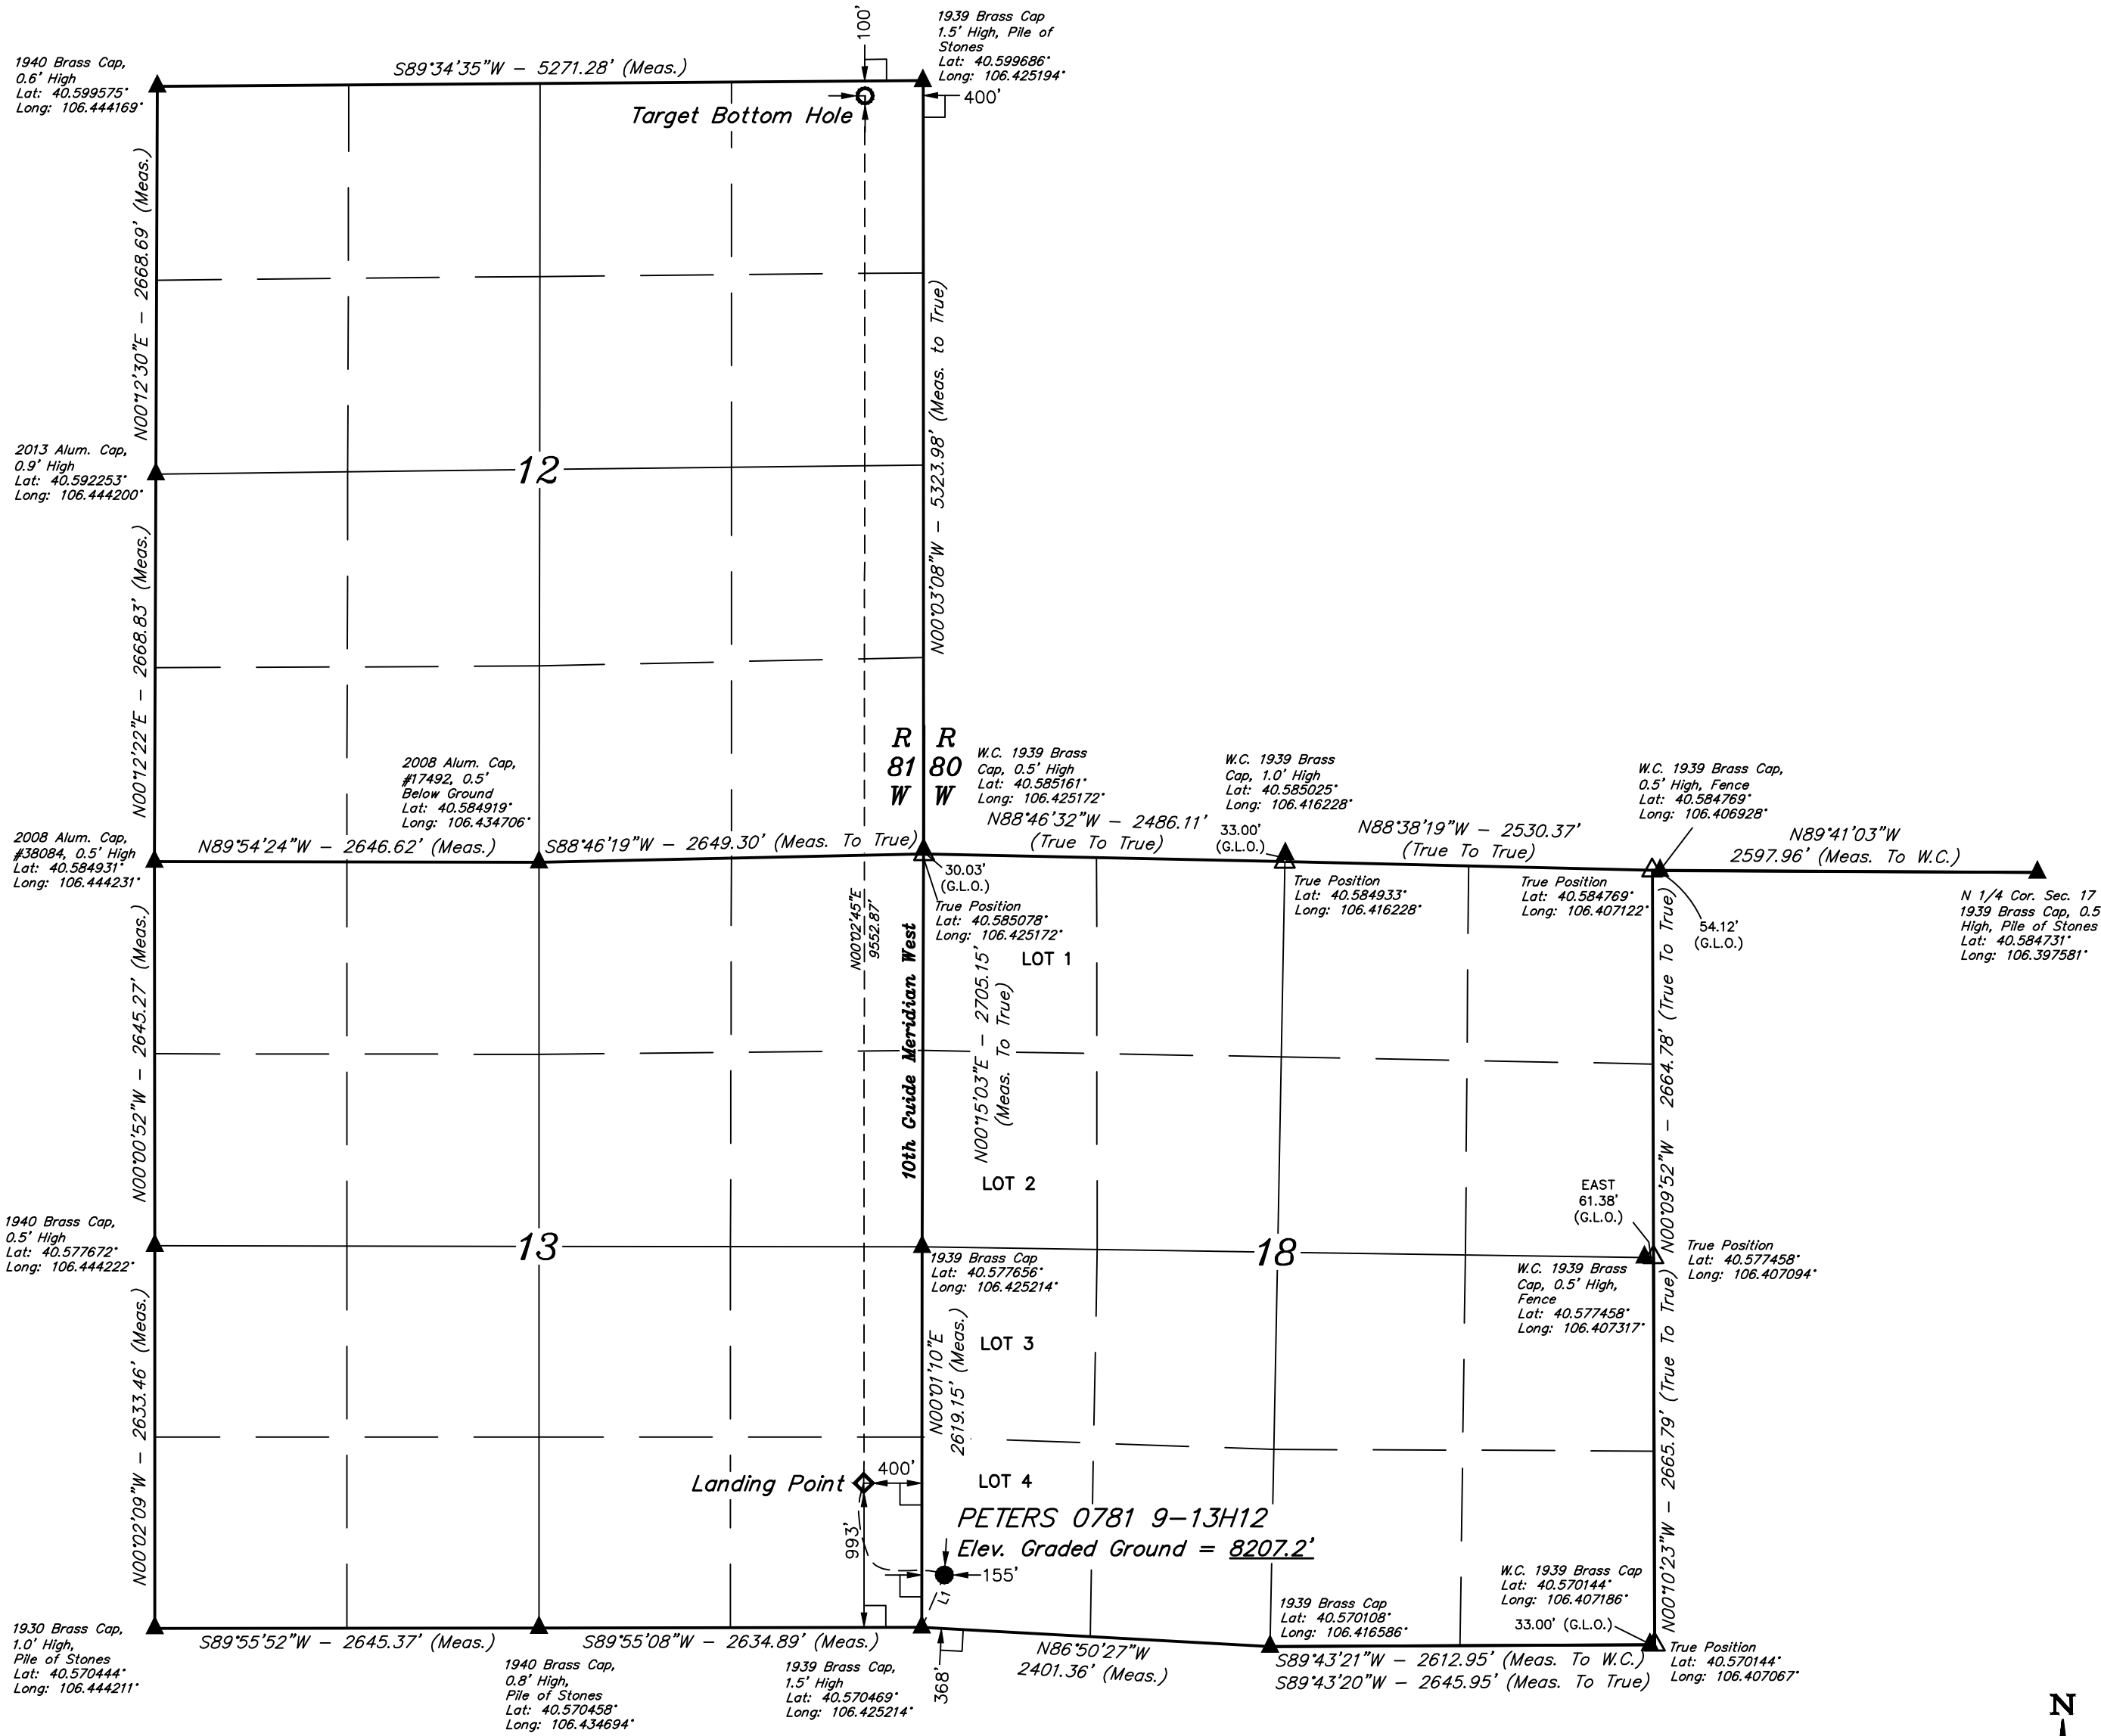 100'
1939 Brass Cap
1.5' High, Pile of
Stones
Lat: 40.599686°
Long: 106.425194°
1940 Brass Cap,
0.6' High
Lat: 40.599575°
Long: 106.444169°
S89°34'35"W – 5271.28' (Meas.)
400'
Target Bottom Hole
N00°12'30"E – 2668.69' (Meas.)
N00°03'08"W – 5323.98' (Meas. to True)
2013 Alum. Cap,
0.9' High
Lat: 40.592253°
Long: 106.444200°
12
N00°12'22"E – 2668.83' (Meas.)
R R
81 80
W W
2008 Alum. Cap,
#17492, 0.5'
Below Ground
Lat: 40.584919°
Long: 106.434706°
W.C. 1939 Brass
Cap, 0.5' High
Lat: 40.585161°
Long: 106.425172°
W.C. 1939 Brass
Cap, 1.0' High
Lat: 40.585025°
Long: 106.416228°
W.C. 1939 Brass Cap,
0.5' High, Fence
Lat: 40.584769°
Long: 106.406928°
2008 Alum. Cap,
#38084, 0.5' High
Lat: 40.584931°
Long: 106.444231°
N89°54'24"W – 2646.62' (Meas.)
S88°46'19"W – 2649.30' (Meas. To True)
N88°46'32"W – 2486.11'
(True To True)
33.00'
(G.L.O.)
N88°38'19"W – 2530.37'
(True To True)
N89°41'03"W
2597.96' (Meas. To W.C.)
30.03'
(G.L.O.)
True Position
Lat: 40.585078°
Long: 106.425172°
True Position
Lat: 40.584933°
Long: 106.416228°
True Position
Lat: 40.584769°
Long: 106.407122°
54.12'
(G.L.O.)
N 1/4 Cor. Sec. 17
1939 Brass Cap, 0.5
High, Pile of Stones
Lat: 40.584731°
Long: 106.397581°
N00°02'45"E
9552.87'
10th Guide Meridian West
LOT 1
N00°15'03"E – 2705.15'
(Meas. To True)
N00°00'52"W – 2645.27' (Meas.)
N00°09'52"W – 2664.78' (True To True)
LOT 2
EAST
61.38'
(G.L.O.)
1940 Brass Cap,
0.5' High
Lat: 40.577672°
Long: 106.444222°
13
18
1939 Brass Cap
Lat: 40.577656°
Long: 106.425214°
True Position
Lat: 40.577458°
Long: 106.407094°
W.C. 1939 Brass
Cap, 0.5' High,
Fence
Lat: 40.577458°
Long: 106.407317°
N00°02'09"W – 2633.46' (Meas.)
N00°01'10"E
2619.15' (Meas.)
LOT 3
N00°10'23"W – 2665.79' (True To True)
Landing Point
400'
LOT 4
993'
PETERS 0781 9–13H12
Elev. Graded Ground = 8207.2'
155'
L1
W.C. 1939 Brass Cap
Lat: 40.570144°
Long: 106.407186°
33.00' (G.L.O.)
1939 Brass Cap
Lat: 40.570108°
Long: 106.416586°
1930 Brass Cap,
1.0' High,
Pile of Stones
Lat: 40.570444°
Long: 106.444211°
S89°55'52"W – 2645.37' (Meas.)
S89°55'08"W – 2634.89' (Meas.)
1940 Brass Cap,
0.8' High,
Pile of Stones
Lat: 40.570458°
Long: 106.434694°
1939 Brass Cap,
1.5' High
Lat: 40.570469°
Long: 106.425214°
368'
N86°50'27"W
2401.36' (Meas.)
S89°43'21"W – 2612.95' (Meas. To W.C.)
S89°43'20"W – 2645.95' (Meas. To True)
True Position
Lat: 40.570144°
Long: 106.407067°
N